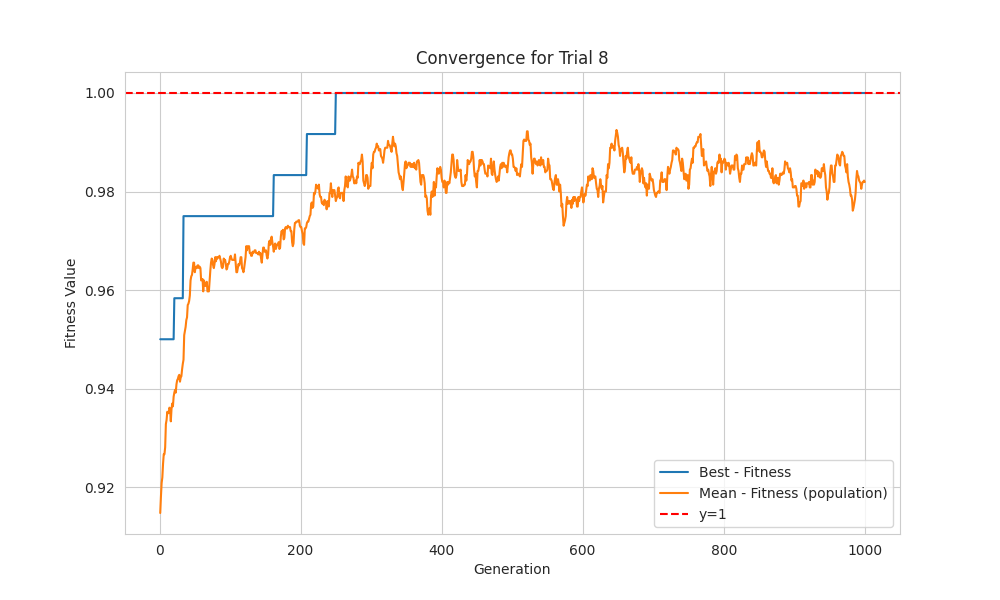 Convergence for Trial 8
Fitness Value
1.00
0.98
0.96
0.94
0.92
0
200
400
600
800
1000
Generation
Best - Fitness
Mean - Fitness (population)
y=1